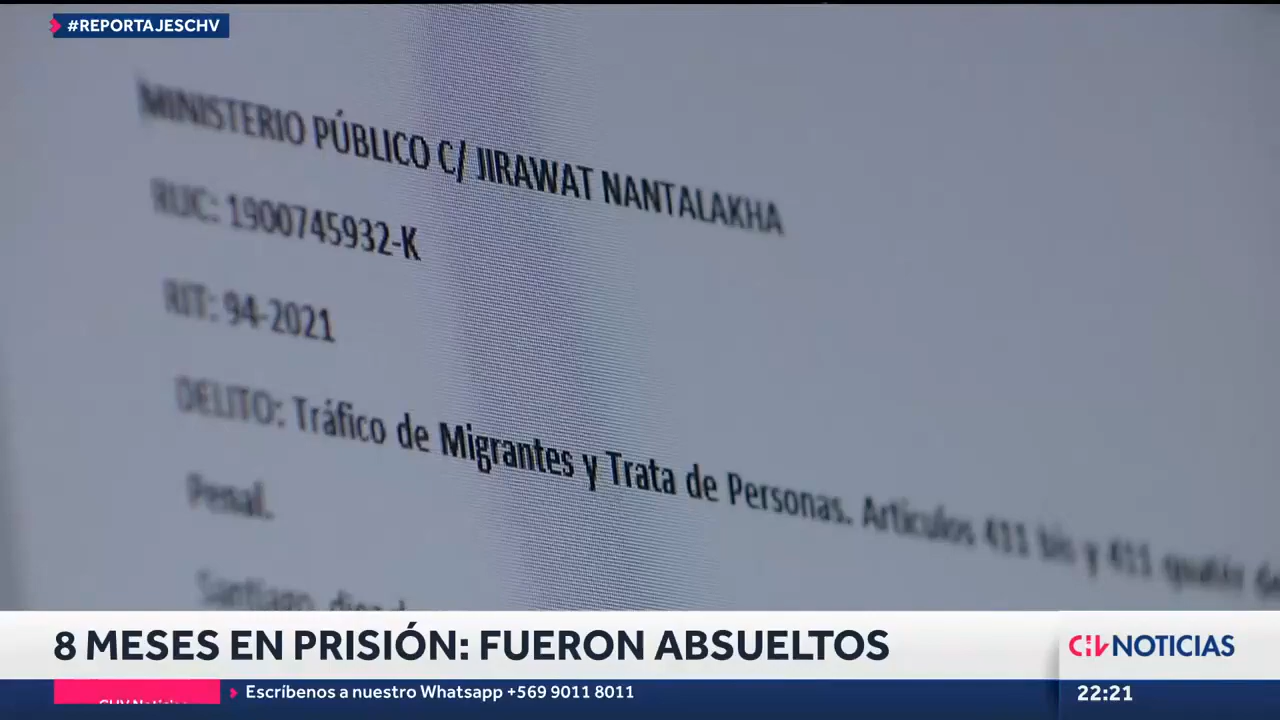 #REPORTAJESCHV
MINISTERIO PÚBLICO C/ JIRAWAT NANTALAKHA
RUC: 1900745932-K
RIT: 94-2021
DELITO: Tráfico de Migrantes y Trata de Personas. Artículos 411 bis y 411 quáter de
Penal.
Santiago,
8 MESES EN PRISIÓN: FUERON ABSUELTOS
CHV NOTICIAS
Escríbenos a nuestro Whatsapp +569 9011 8011
22:21